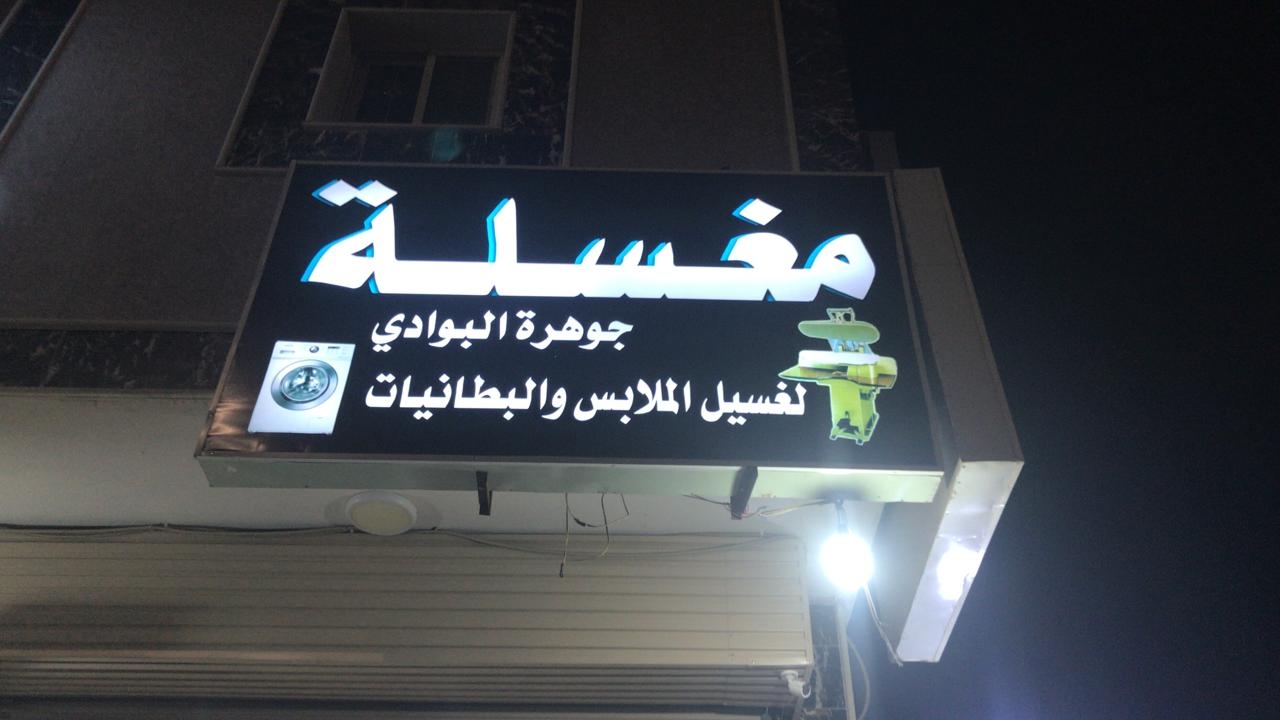 مغسلة
جوهرة البوادي
لغسيل الملابس والبطانيات